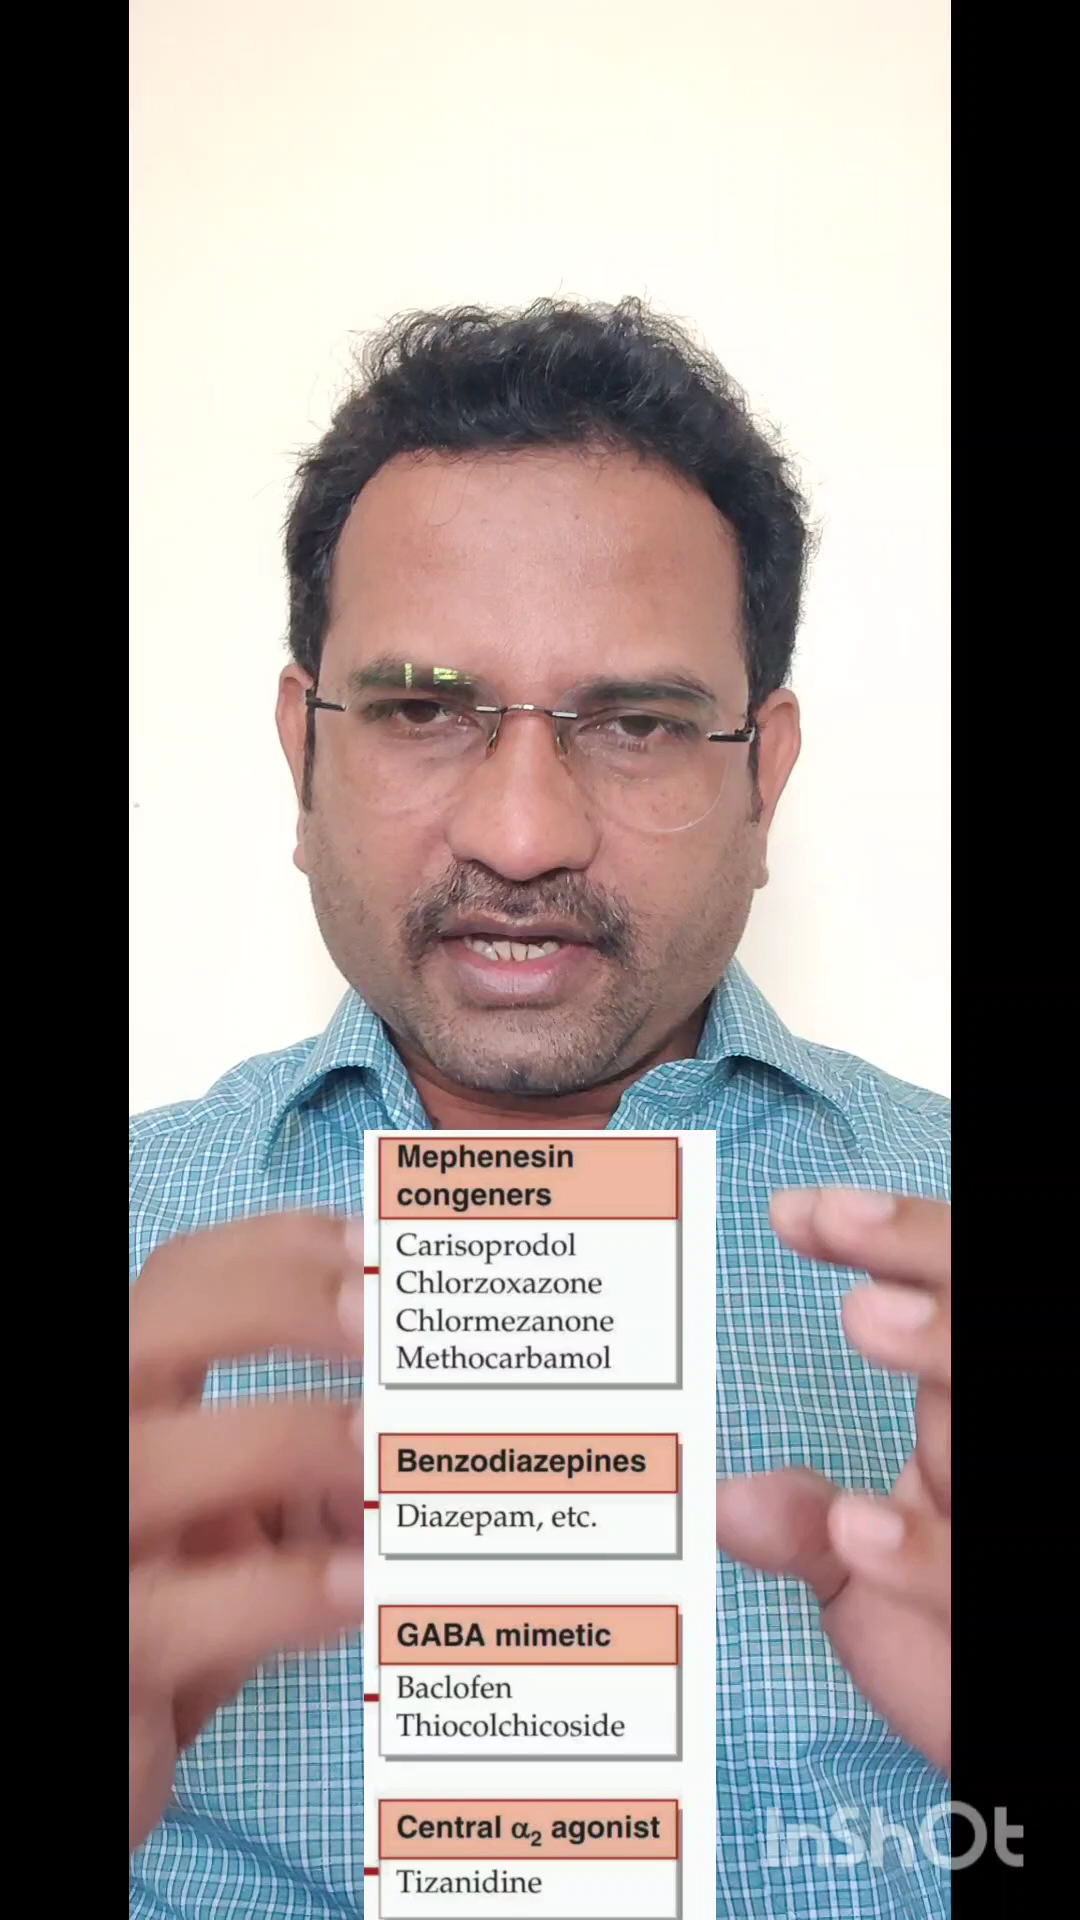 Mephenesin
congeners
Carisoprodol
Chlorzoxazone
Chlormezanone
Methocarbamol
Benzodiazepines
Diazepam, etc.
GABA mimetic
Baclofen
Thiocolchicoside
Central α₂ agonist
Tizanidine
InShOt